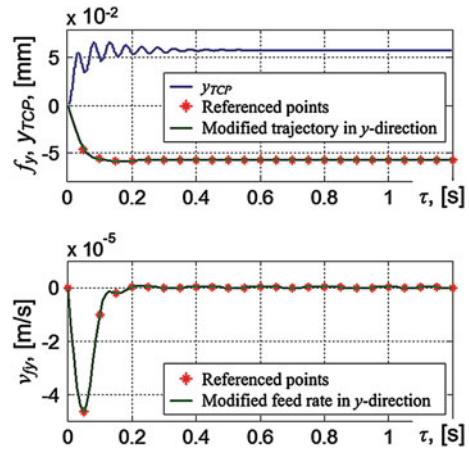 x 10⁻²
f_y, y_TCP, [mm]
5
0
-5
y_TCP
Referenced points
Modified trajectory in y-direction
0 0.2 0.4 0.6 0.8 1 τ, [s]
x 10⁻⁵
v_fy, [m/s]
0
-2
-4
Referenced points
Modified feed rate in y-direction
0 0.2 0.4 0.6 0.8 1 τ, [s]